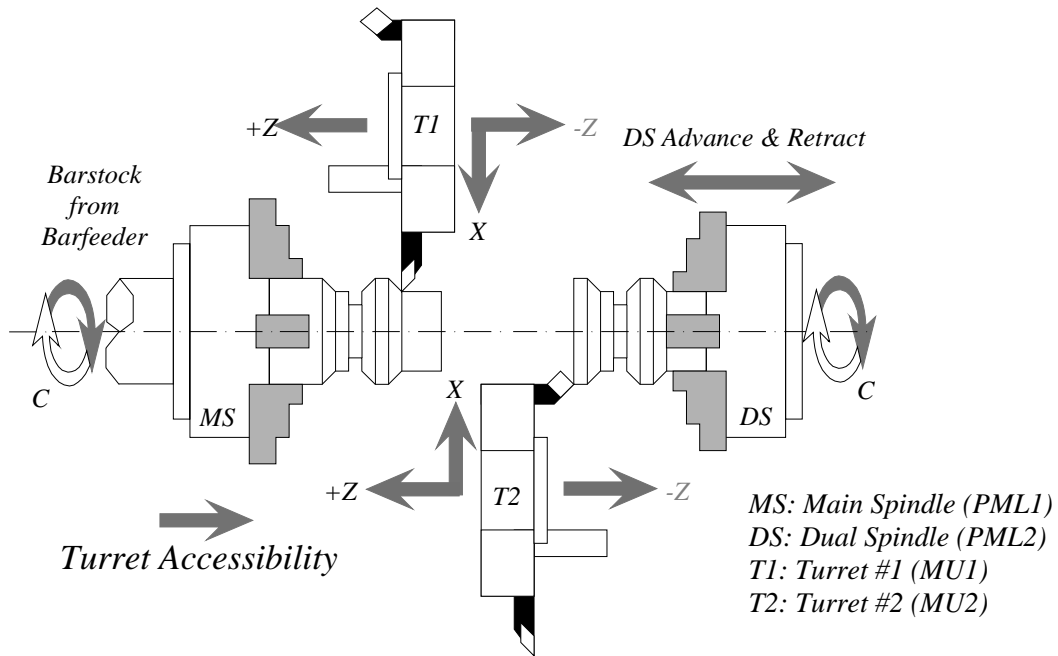 +Z
T1
-Z
DS Advance & Retract
Barstock
from
Barfeeder
X
C
MS
X
DS
C
+Z
T2
-Z
Turret Accessibility
MS: Main Spindle (PML1)
DS: Dual Spindle (PML2)
T1: Turret #1 (MU1)
T2: Turret #2 (MU2)